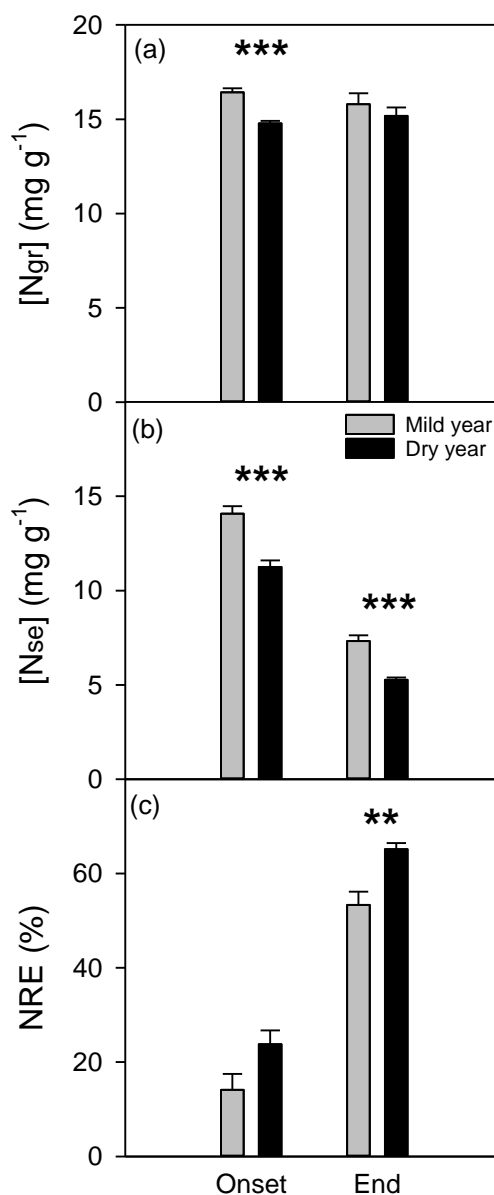 (a)
***
20
15
10
5
0
[Ngr] (mg g-1)
(b)
Mild year
Dry year
***
***
15
10
5
0
[Nse] (mg g-1)
(c)
**
60
40
20
0
NRE (%)
Onset End